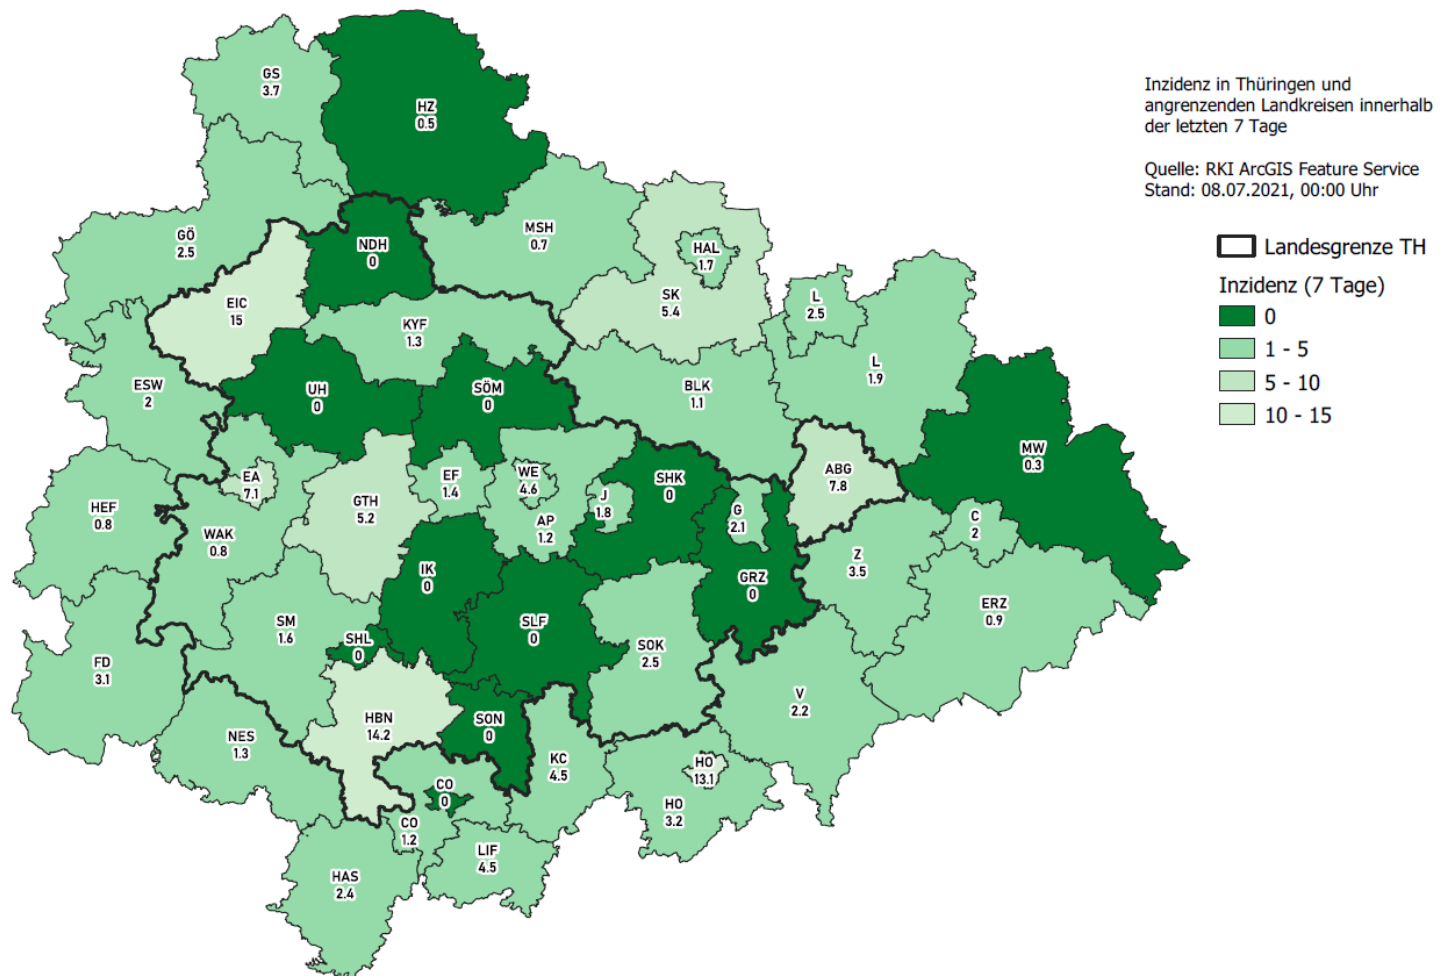 Inzidenz in Thüringen und
angrenzenden Landkreisen innerhalb
der letzten 7 Tage
Quelle: RKI ArcGIS Feature Service
Stand: 08.07.2021, 00:00 Uhr
Landesgrenze TH
Inzidenz (7 Tage)
0
1 - 5
5 - 10
10 - 15
GS
3.7
HZ
0.5
GÖ
2.5
NDH
0
MSH
0.7
HAL
1.7
SK
5.4
L
2.5
EIC
15
KYF
1.3
L
1.9
ESW
2
UH
0
SÖM
0
BLK
1.1
MW
0.3
EA
7.1
GTH
5.2
EF
1.4
WE
4.6
J
1.8
SHK
0
G
2.1
ABG
7.8
HEF
0.8
WAK
0.8
AP
1.2
C
2
Z
3.5
IK
0
GRZ
0
ERZ
0.9
SM
1.6
SHL
0
SLF
0
SOK
2.5
FD
3.1
V
2.2
NES
1.3
HBN
14.2
SON
0
KC
4.5
HO
13.1
CO
0
HO
3.2
CO
1.2
LIF
4.5
HAS
2.4